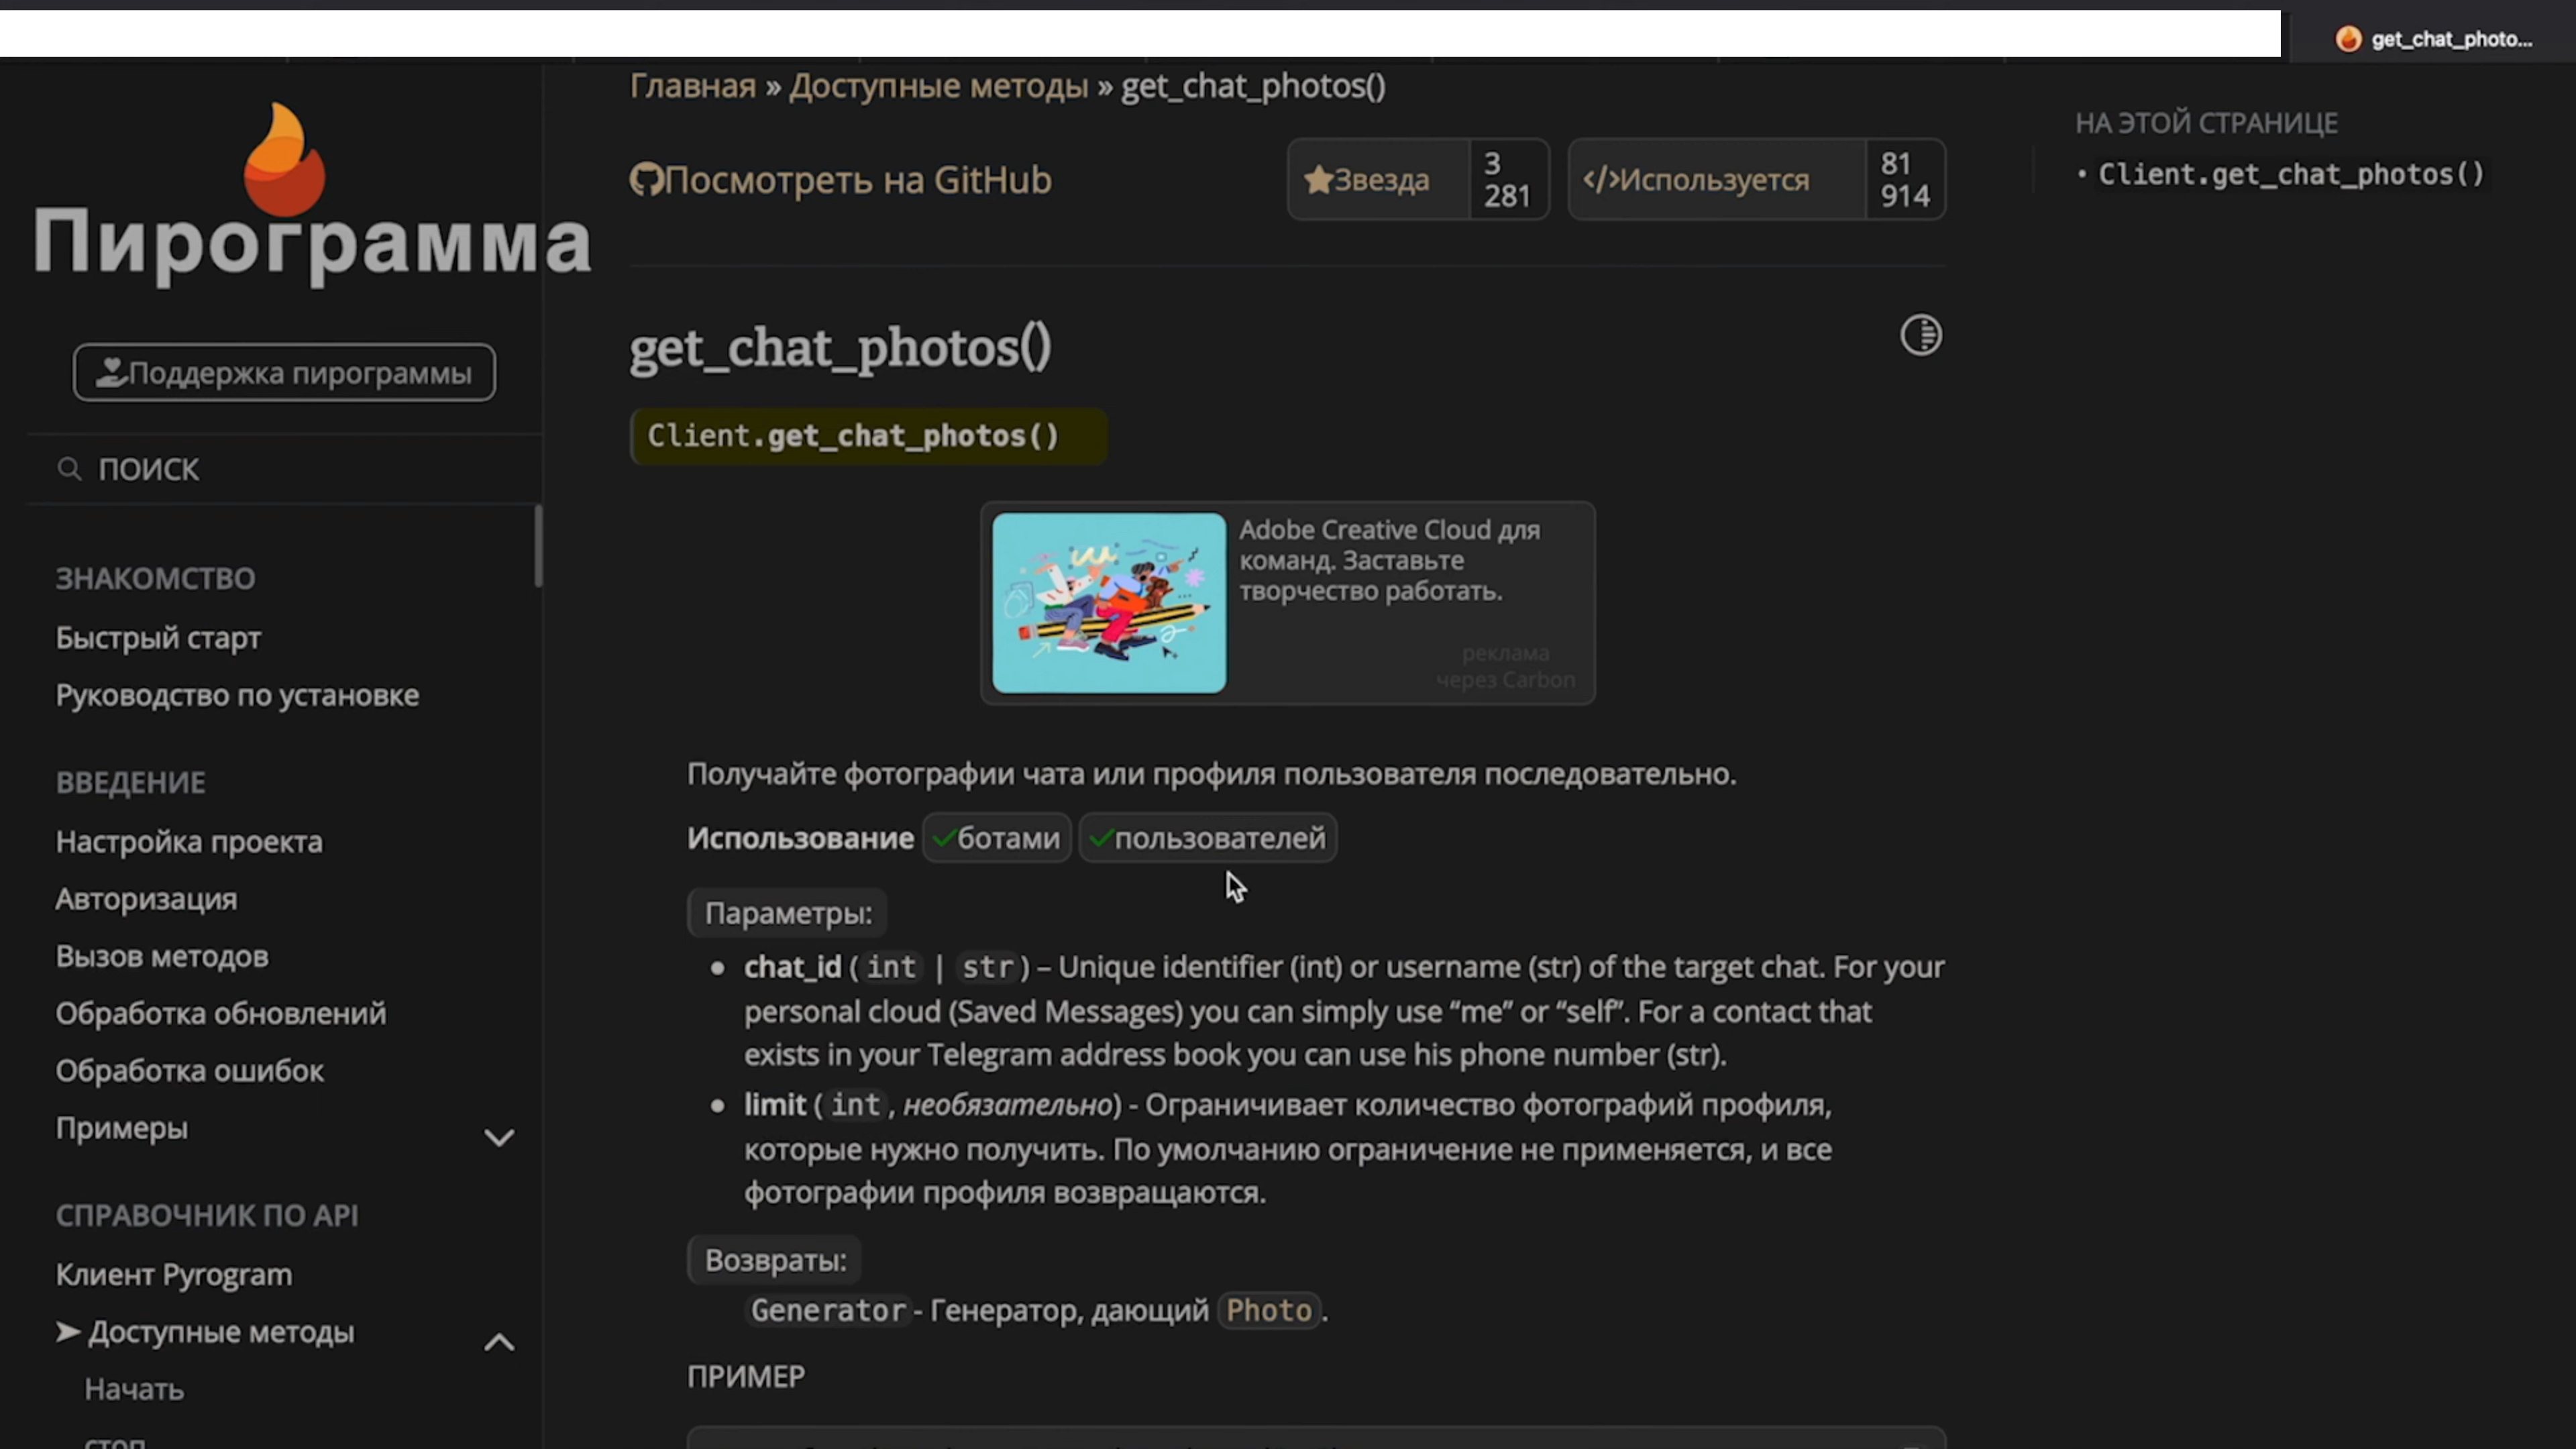 get_chat_photo...
Пирограмма
Поддержка пирограммы
ПОИСК
ЗНАКОМСТВО
Быстрый старт
Руководство по установке
ВВЕДЕНИЕ
Настройка проекта
Авторизация
Вызов методов
Обработка обновлений
Обработка ошибок
Примеры
СПРАВОЧНИК ПО API
Клиент Pyrogram
➤ Доступные методы
Начать
стоп
Главная » Доступные методы » get_chat_photos()
Посмотреть на GitHub
Звезда
3
281
</>Используется
81
914
get_chat_photos()
Client.get_chat_photos()
Adobe Creative Cloud для
команд. Заставьте
творчество работать.
реклама
через Carbon
Получайте фотографии чата или профиля пользователя последовательно.
Использование ✓ботами ✓пользователей
Параметры:
• chat_id ( int | str ) – Unique identifier (int) or username (str) of the target chat. For your
personal cloud (Saved Messages) you can simply use “me” or “self”. For a contact that
exists in your Telegram address book you can use his phone number (str).
• limit ( int , необязательно) - Ограничивает количество фотографий профиля,
которые нужно получить. По умолчанию ограничение не применяется, и все
фотографии профиля возвращаются.
Возвраты:
Generator - Генератор, дающий Photo .
ПРИМЕР
НА ЭТОЙ СТРАНИЦЕ
• Client.get_chat_photos()